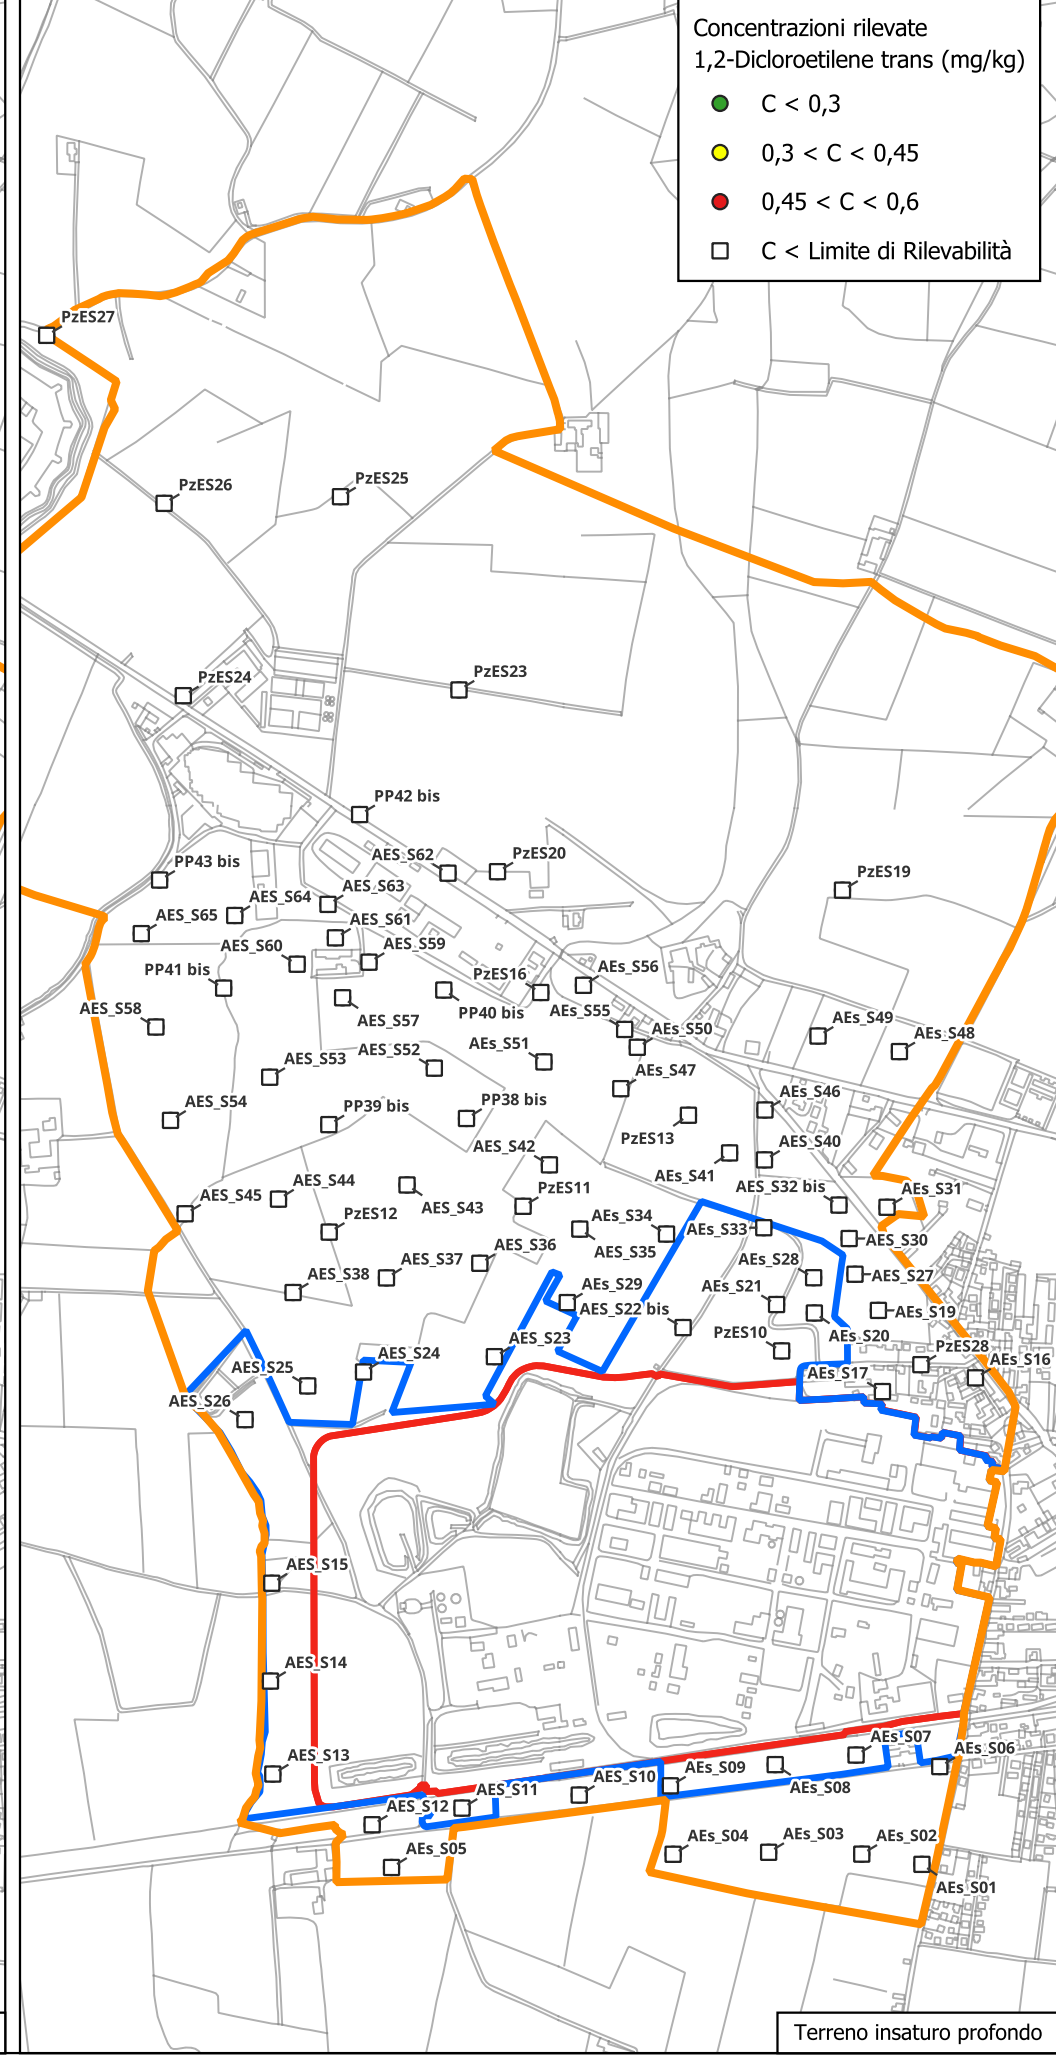 Concentrazioni rilevate
1,2-Dicloroetilene trans (mg/kg)
C < 0,3
0,3 < C < 0,45
0,45 < C < 0,6
C < Limite di Rilevabilità
PzES27
PzES26
PzES25
PzES24
PzES23
PP42 bis
AES_S62
PzES20
PP43 bis
PzES19
AES_S63
AES_S64
AES_S65
AES_S61
AES_S60
AES_S59
PP41 bis
PzES16
AEs_S56
AES_S58
AES_S57
PP40 bis
AEs_S55
AEs_S50
AEs_S49
AEs_S48
AEs_S51
AES_S52
AES_S53
AEs_S47
AEs_S46
AES_S54
PP39 bis
PP38 bis
PzES13
AEs_S40
AES_S42
AEs_S41
AES_S44
AES_S32 bis
AEs_S31
AES_S45
AES_S43
PzES11
PzES12
AEs_S34
AEs_S33
AEs_S30
AES_S35
AES_S36
AES_S37
AEs_S28
AEs_S27
AES_S38
AEs_S29
AEs_S21
AES_S22 bis
AEs_S19
AEs_S20
PzES10
AES_S23
PzES28
AES_S24
AEs_S16
AES_S25
AEs_S17
AES_S26
AES_S15
AES_S14
AES_S13
AEs_S07
AEs_S06
AEs_S09
AES_S10
AEs_S08
AES_S11
AES_S12
AEs_S05
AEs_S04
AEs_S03
AEs_S02
AEs_S01
Terreno insaturo profondo